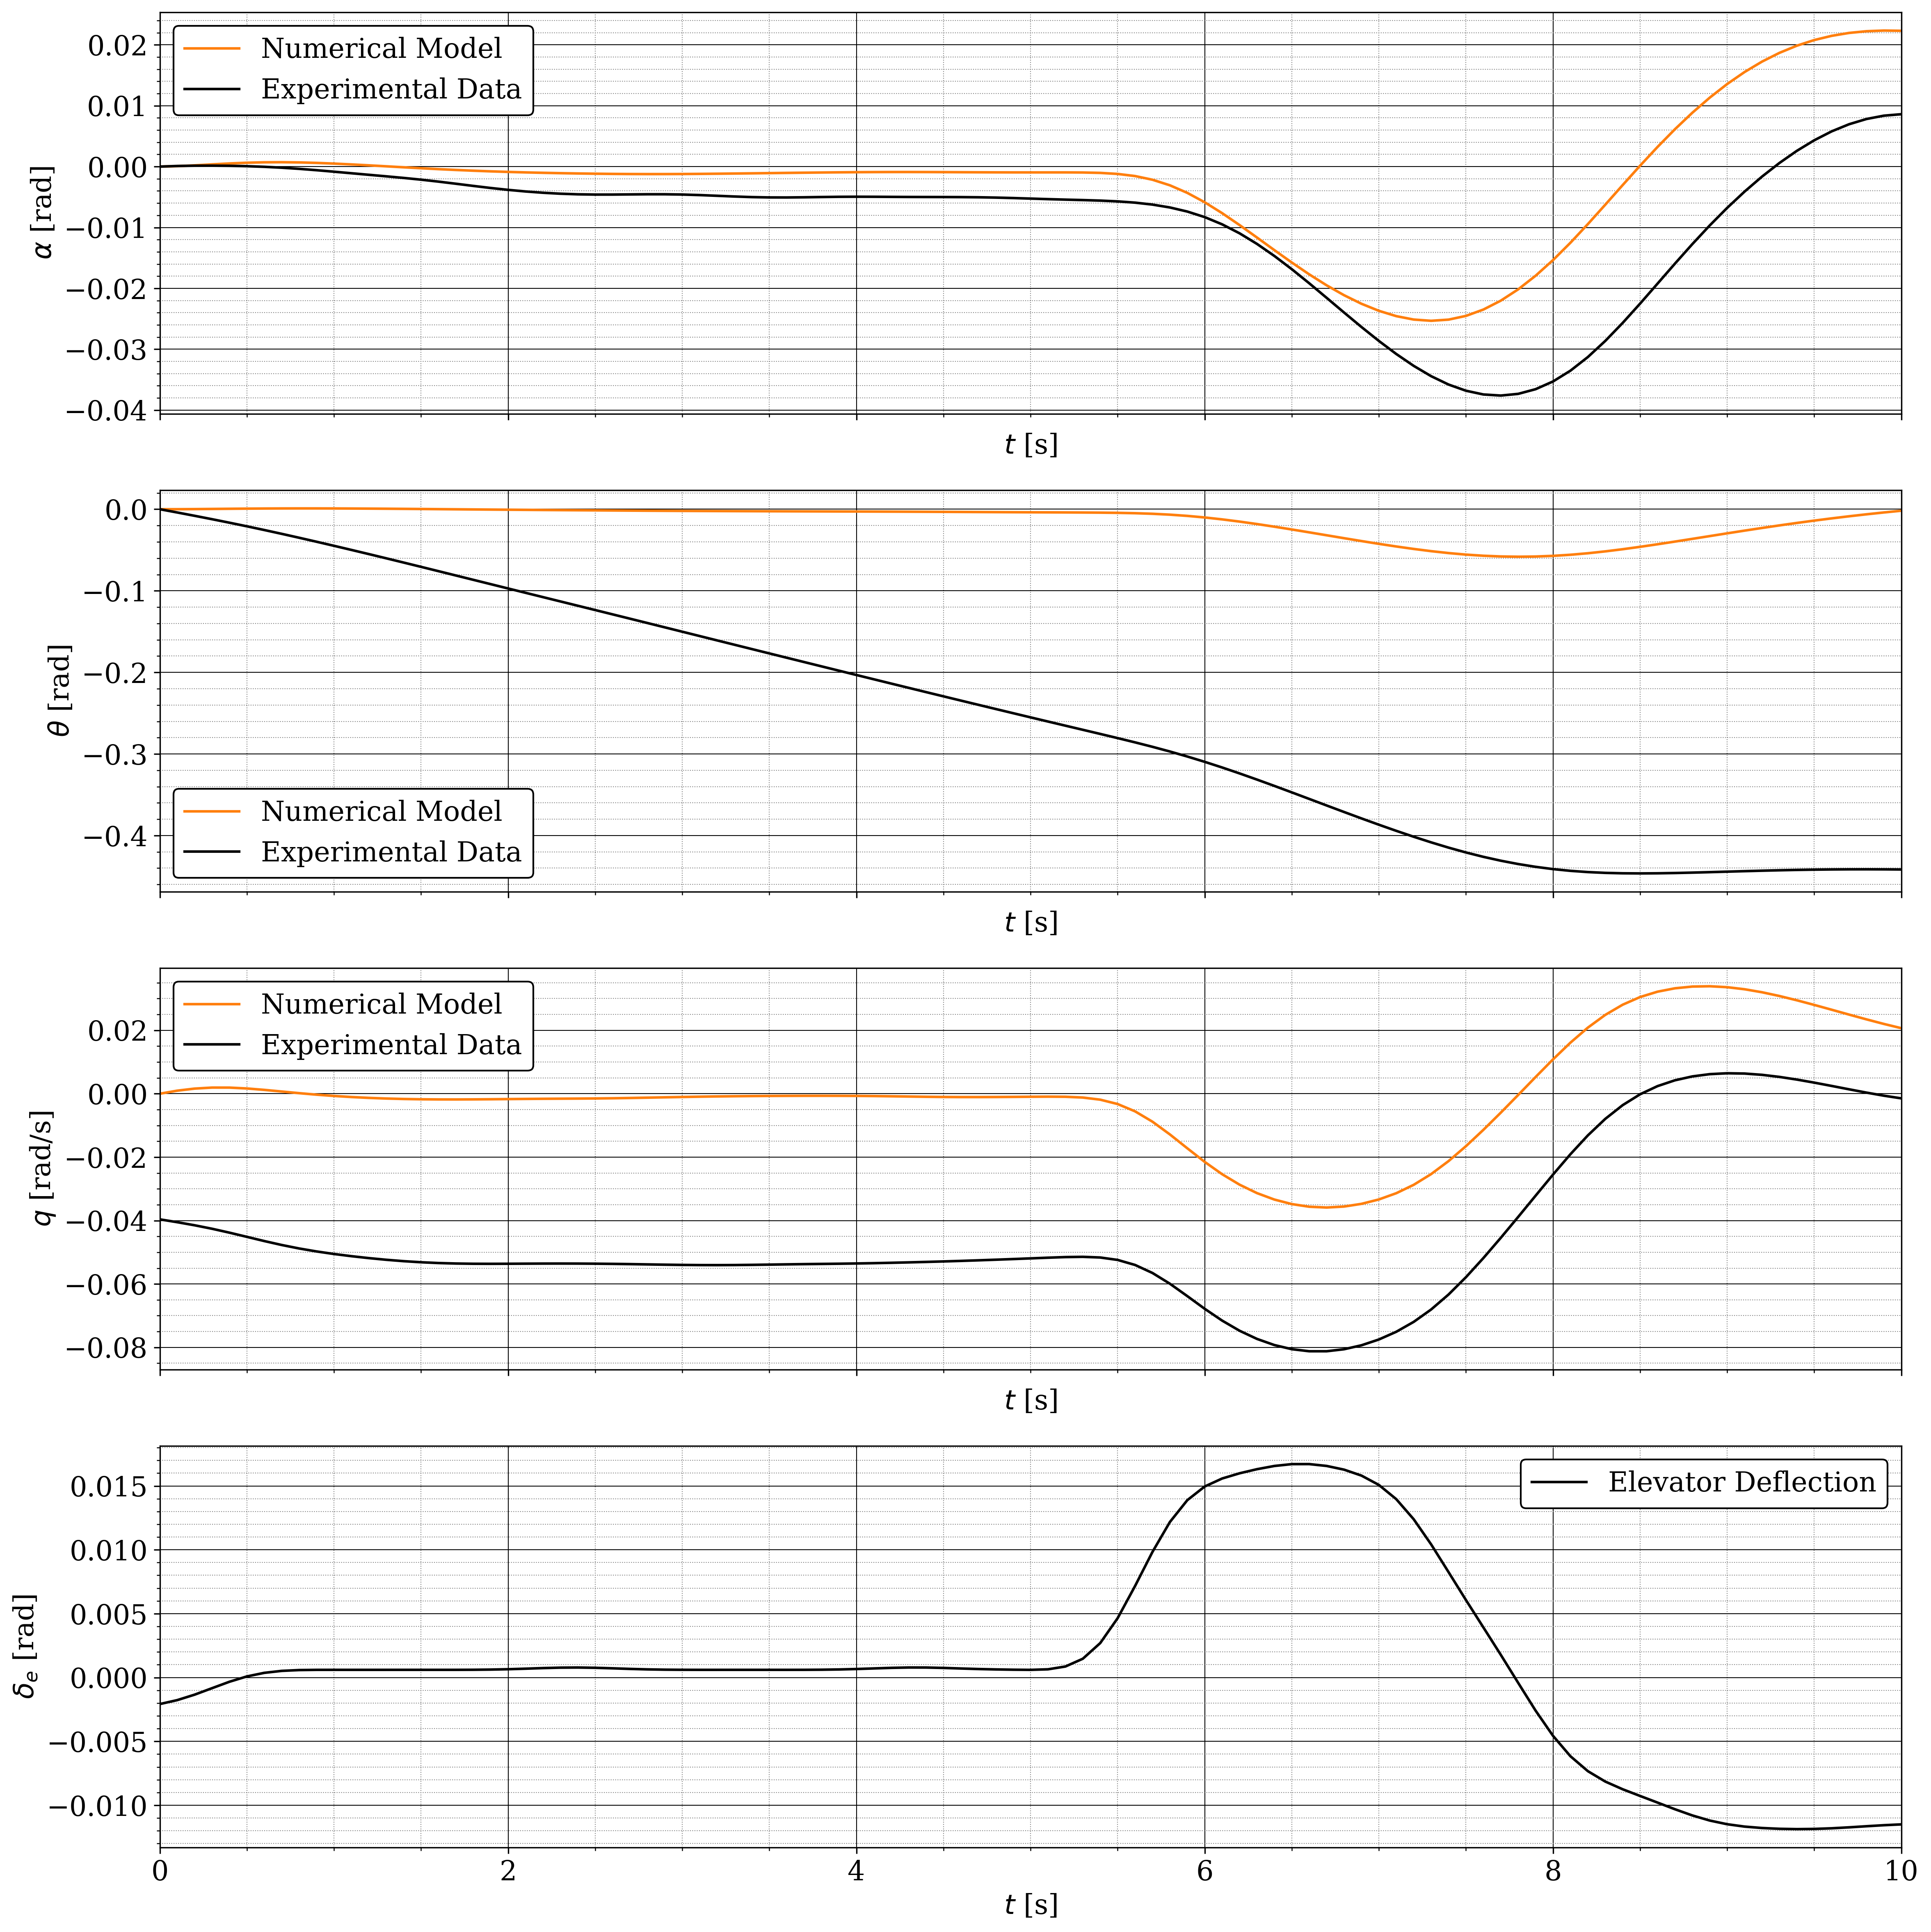 0.02
0.01
0.00
−0.01
−0.02
−0.03
−0.04
α [rad]
Numerical Model
Experimental Data
t [s]
0.0
−0.1
−0.2
−0.3
−0.4
θ [rad]
Numerical Model
Experimental Data
t [s]
0.02
0.00
−0.02
−0.04
−0.06
−0.08
q [rad/s]
Numerical Model
Experimental Data
t [s]
0.015
0.010
0.005
0.000
−0.005
−0.010
δe [rad]
Elevator Deflection
0 2 4 6 8 10
t [s]